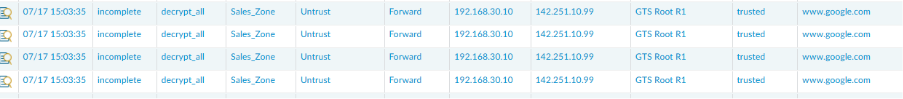 07/17 15:03:35 incomplete decrypt_all Sales_Zone Untrust Forward 192.168.30.10 142.251.10.99 GTS Root R1 trusted www.google.com
07/17 15:03:35 incomplete decrypt_all Sales_Zone Untrust Forward 192.168.30.10 142.251.10.99 GTS Root R1 trusted www.google.com
07/17 15:03:35 incomplete decrypt_all Sales_Zone Untrust Forward 192.168.30.10 142.251.10.99 GTS Root R1 trusted www.google.com
07/17 15:03:35 incomplete decrypt_all Sales_Zone Untrust Forward 192.168.30.10 142.251.10.99 GTS Root R1 trusted www.google.com